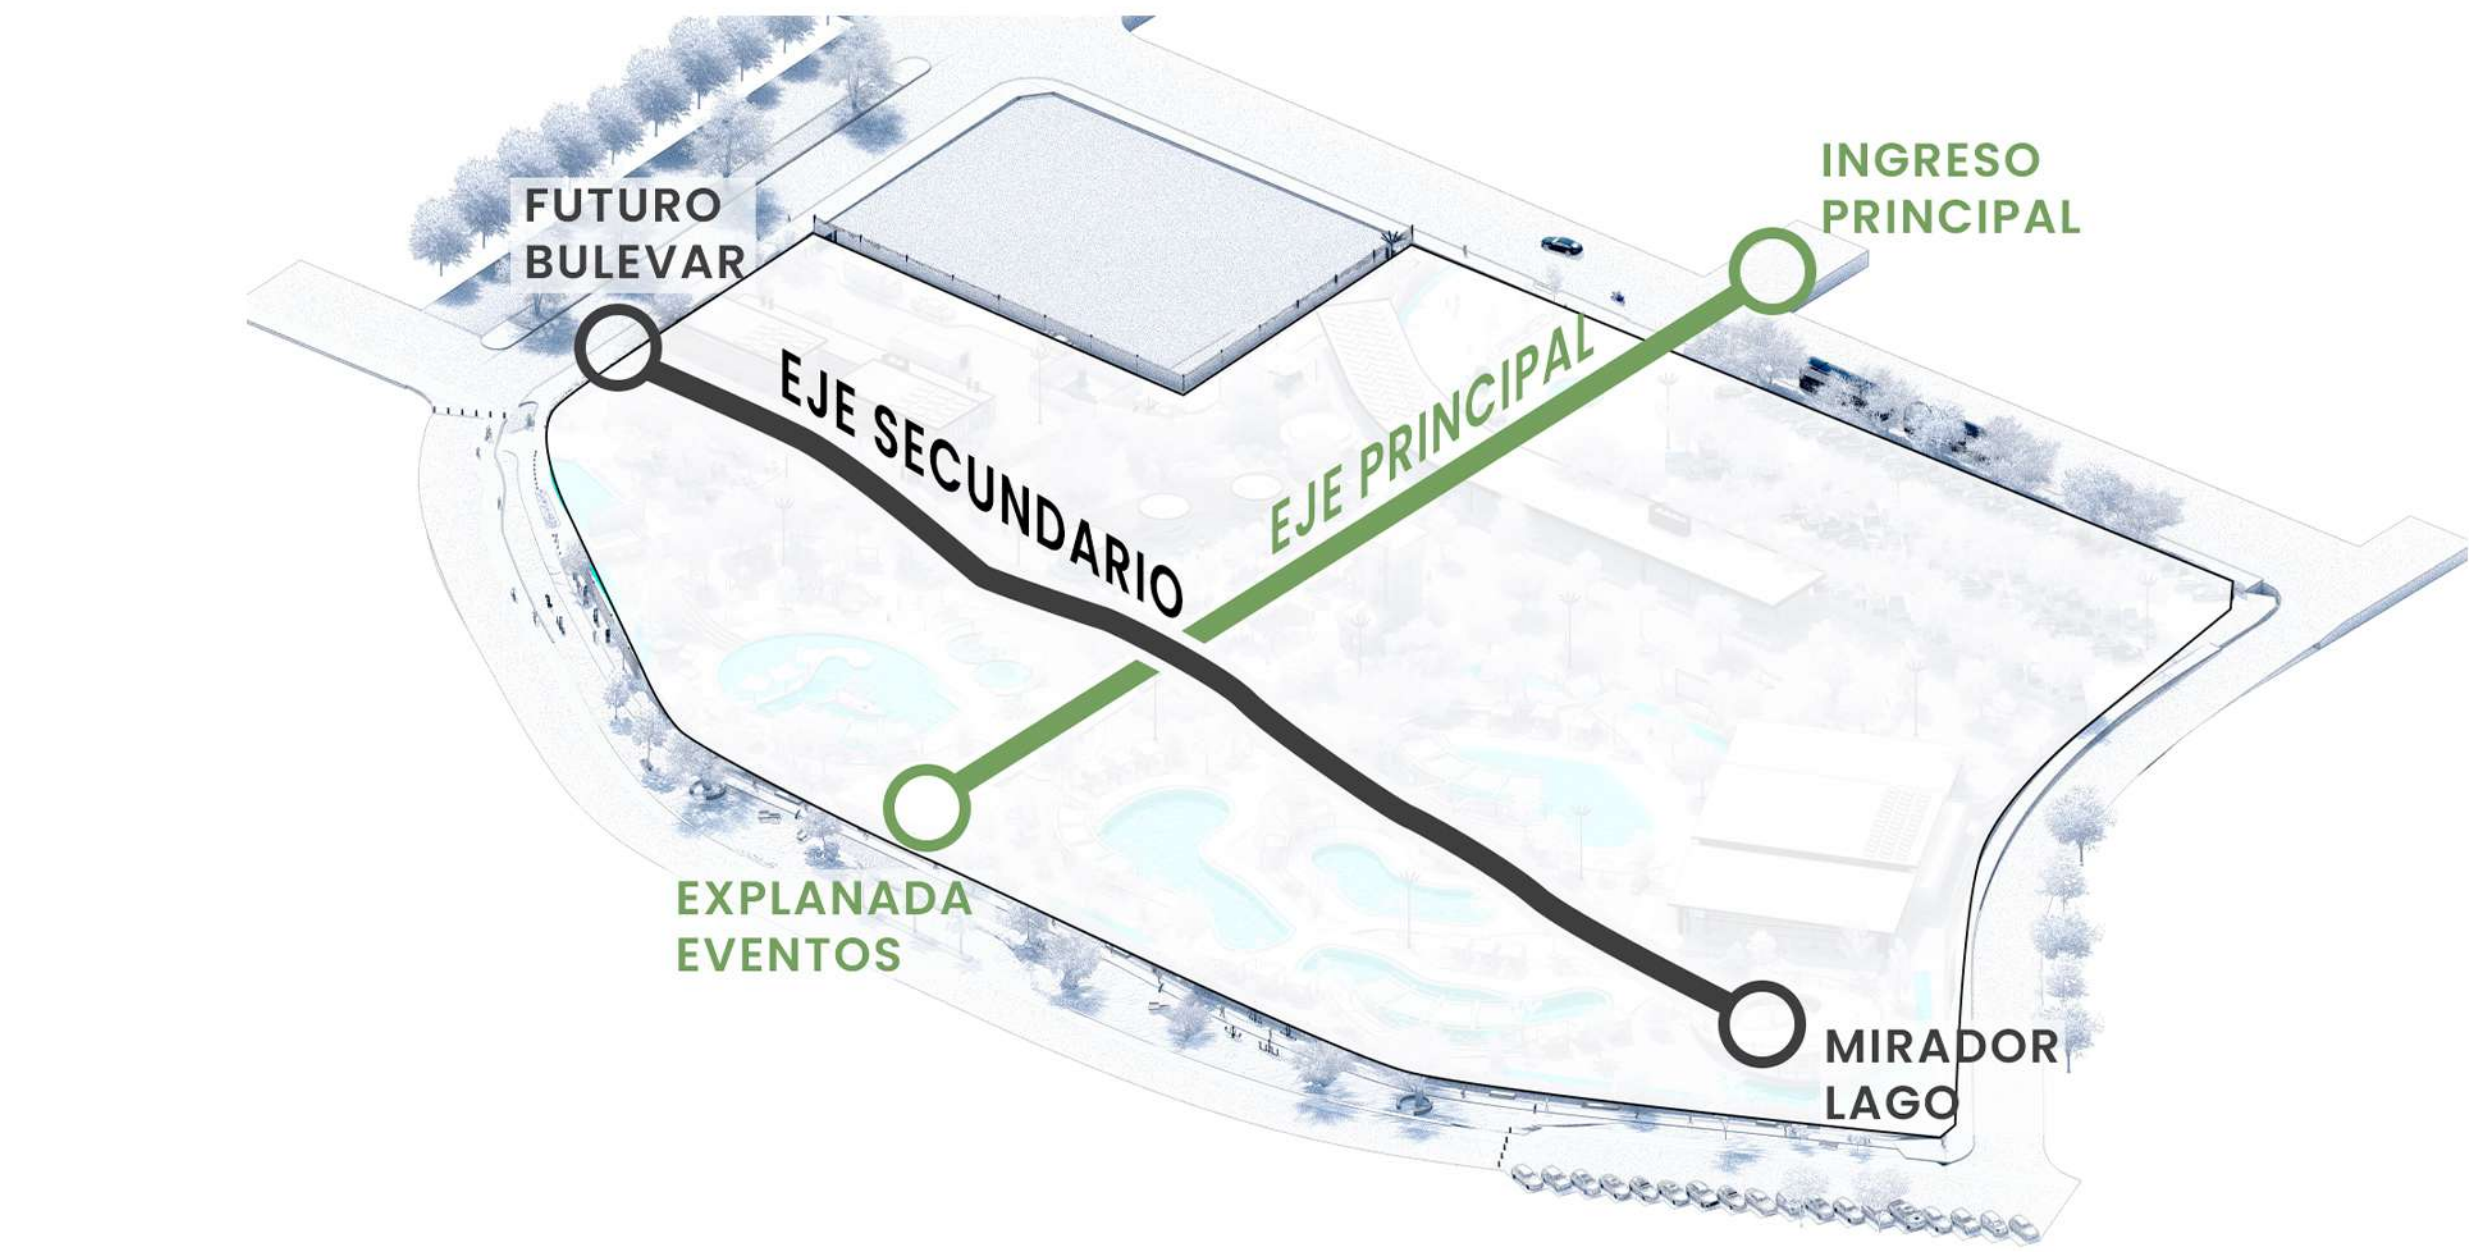 INGRESO
PRINCIPAL
FUTURO
BULEVAR
EJE SECUNDARIO
EJE PRINCIPAL
EXPLANADA
EVENTOS
MIRADOR
LAGO